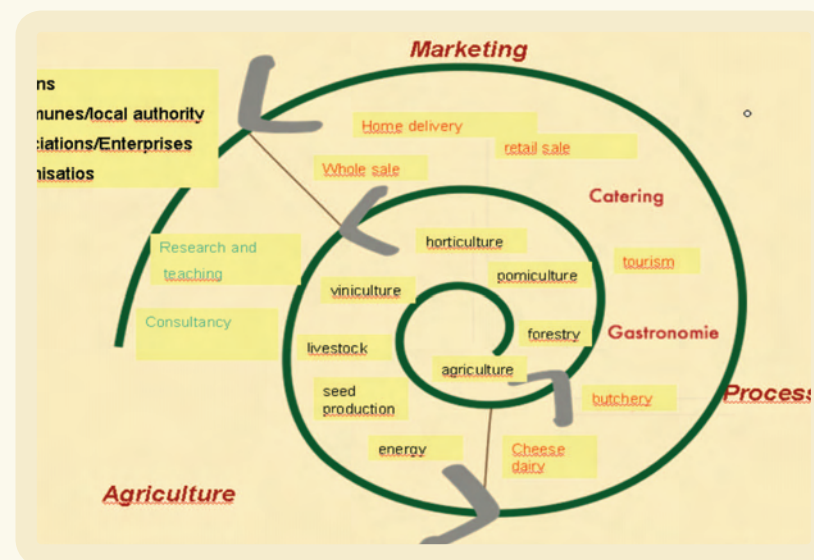 Marketing
ns
munes/local authority
ciations/Enterprises
nisatios
Home delivery
retail sale
Whole sale
Catering
horticulture
Research and
teaching
tourism
pomiculture
viniculture
Consultancy
forestry
Gastronomie
livestock
agriculture
seed
production
butchery
Process
energy
Cheese
dairy
Agriculture